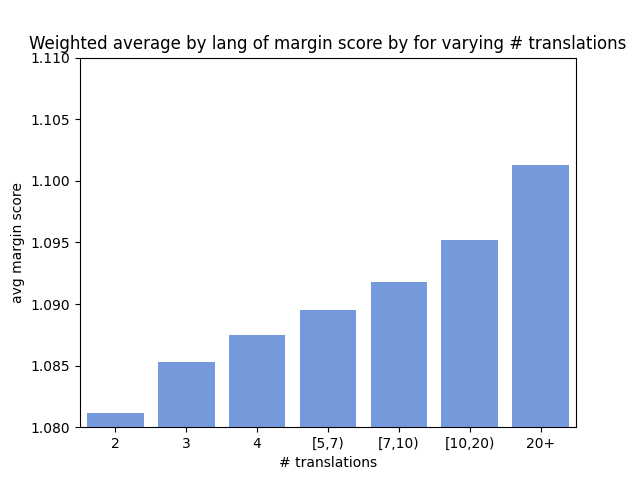 Weighted average by lang of margin score by for varying # translations
1.110
1.105
1.100
1.095
1.090
1.085
1.080
avg margin score
2 3 4 [5,7) [7,10) [10,20) 20+
# translations